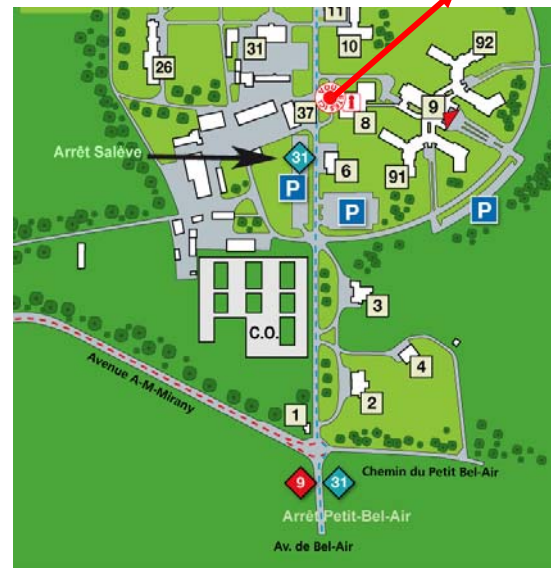 11
10
31
92
26
37
8
9
Arrêt Salève
31
6
91
P
P
P
3
C.O.
4
Avenue A-M-Mirany
2
1
Chemin du Petit Bel-Air
9
31
Arrêt Petit-Bel-Air
Av. de Bel-Air